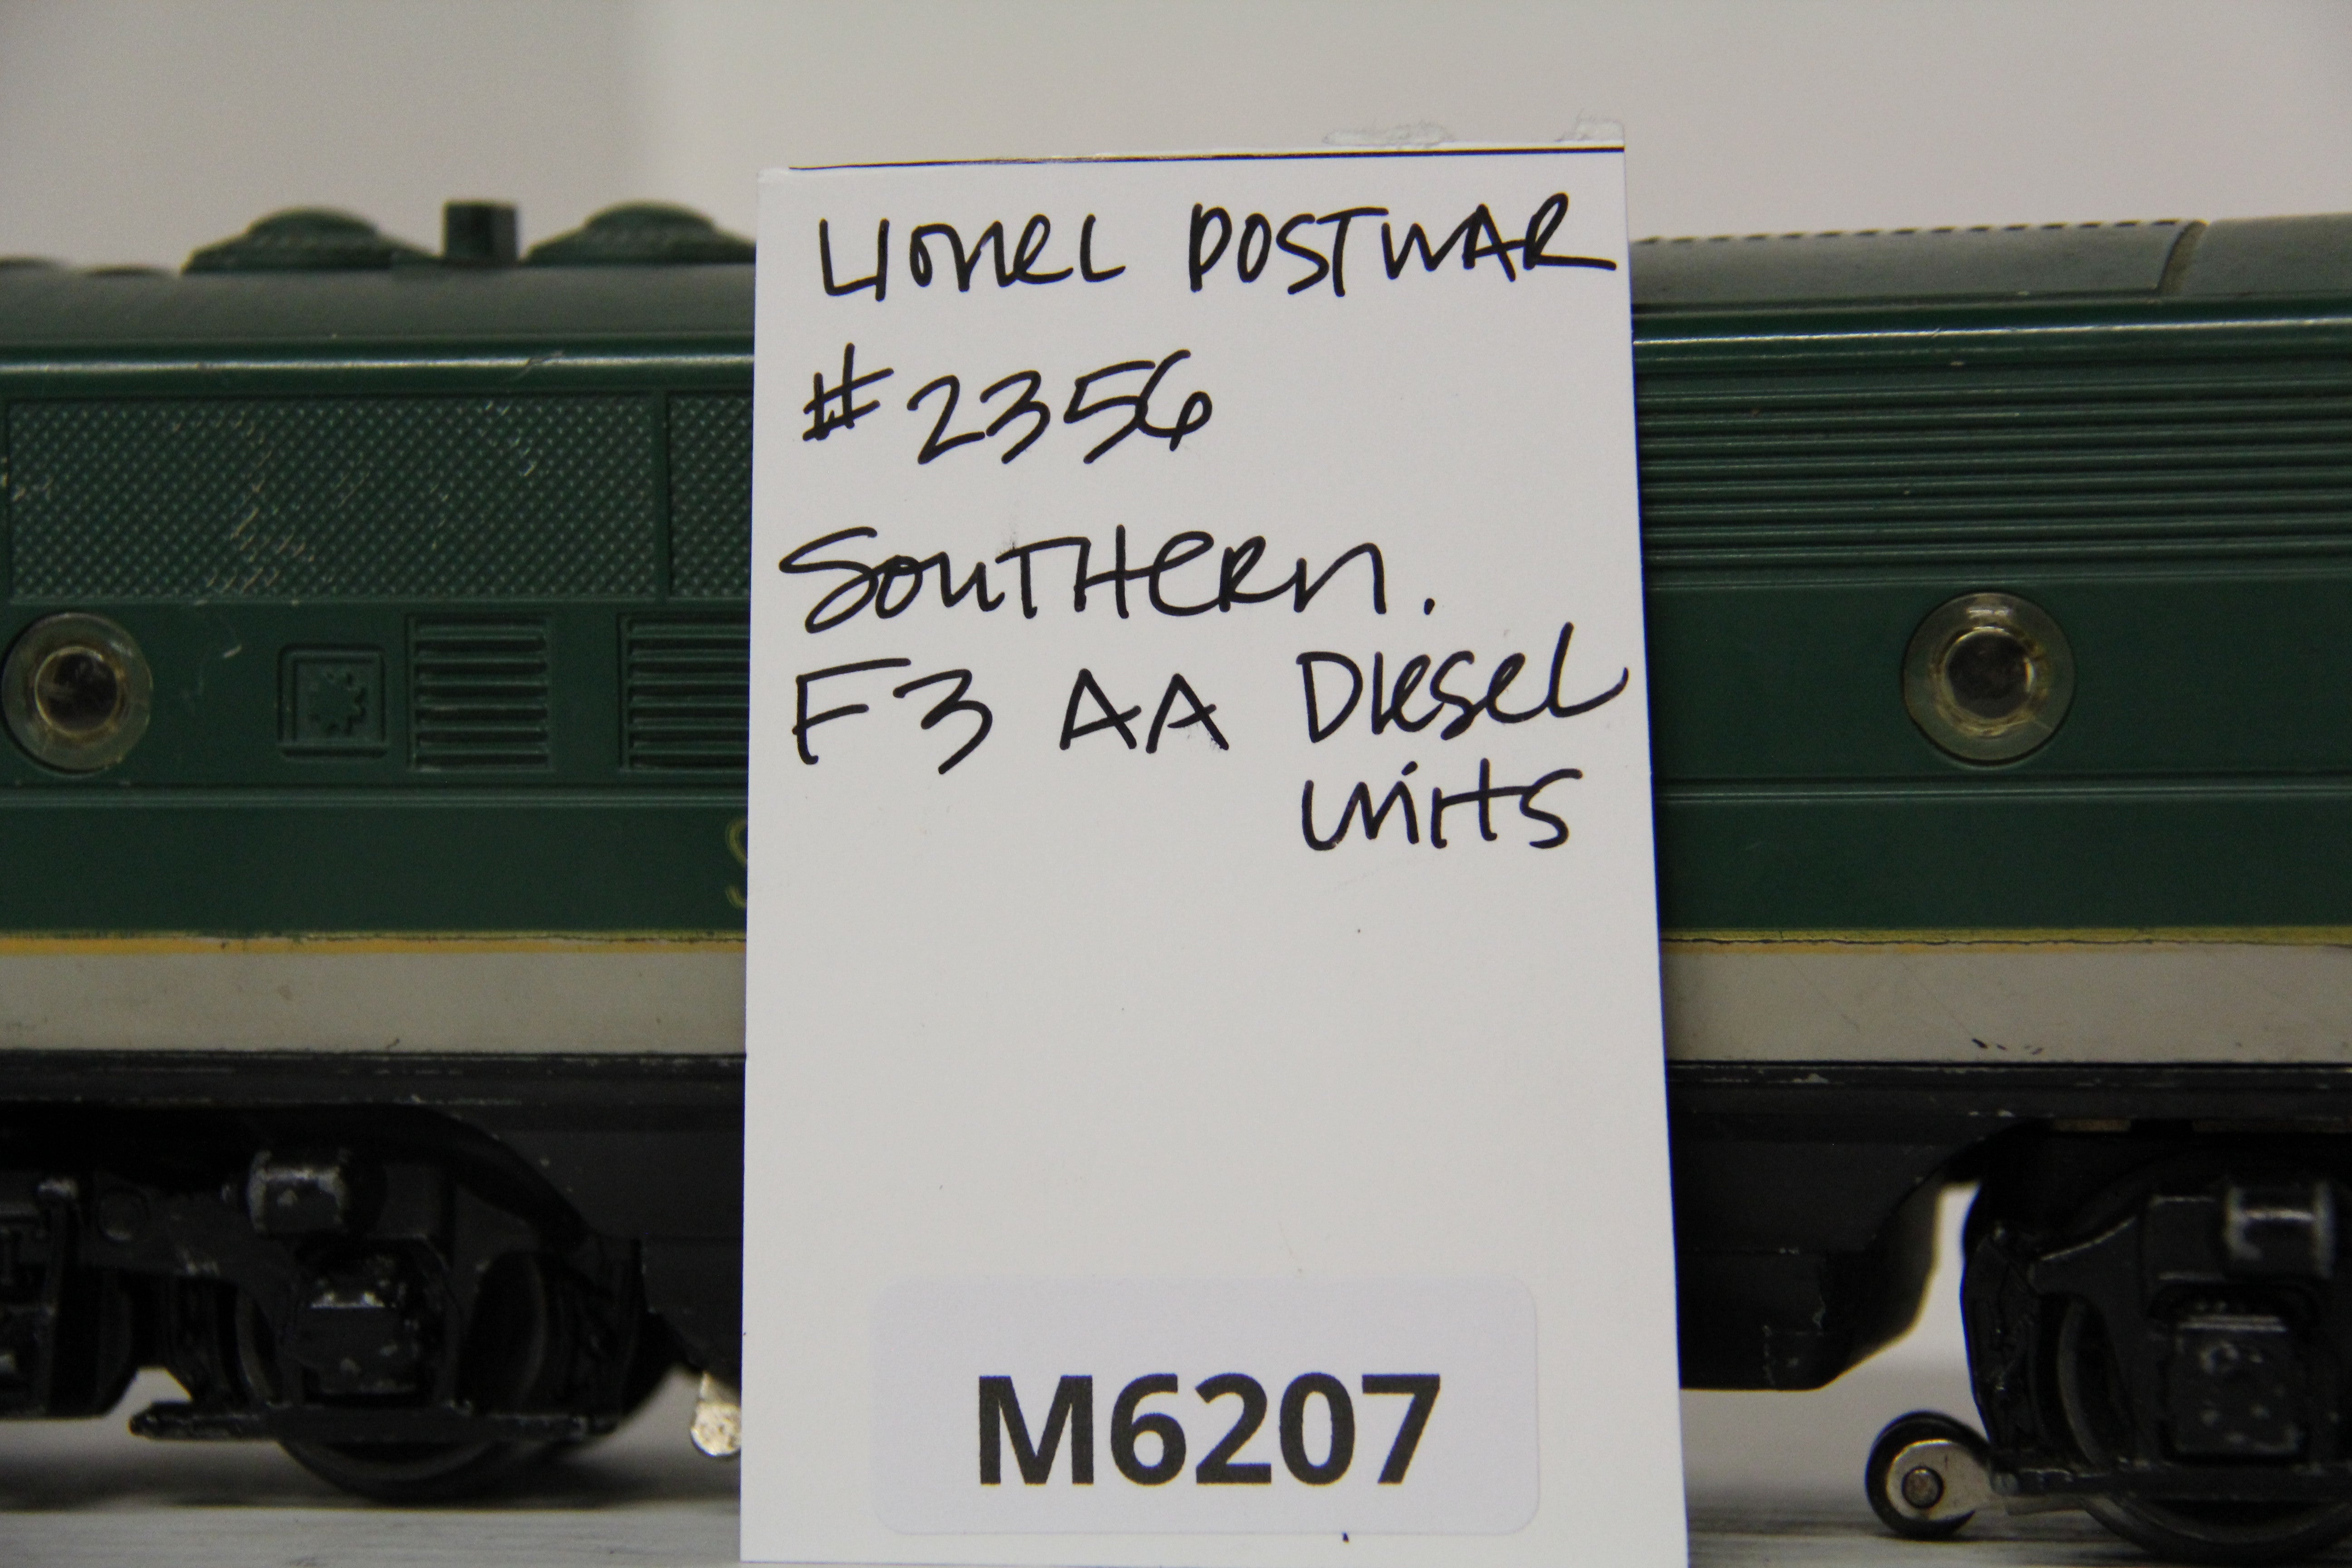 Lionel Postwar
#2356
Southern.
F3 AA Diesel
units
S
M6207